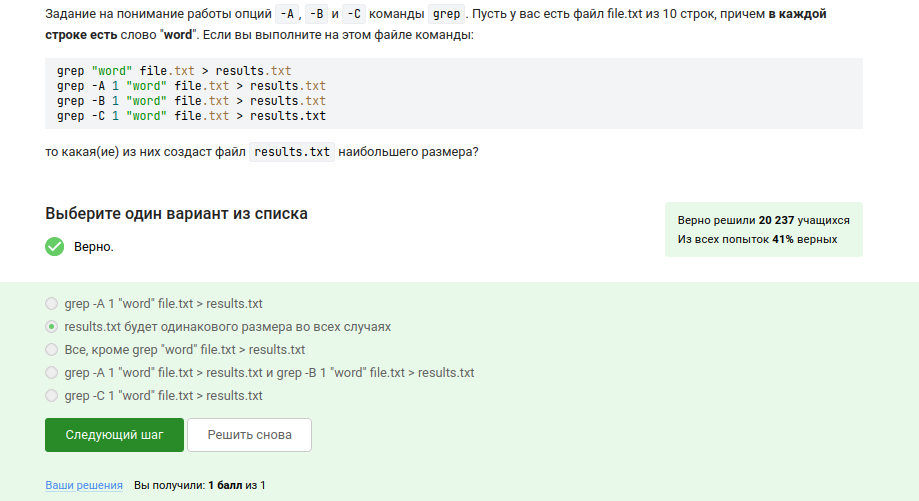 Задание на понимание работы опций -A , -B и -C команды grep . Пусть у вас есть файл file.txt из 10 строк, причем в каждой
строке есть слово "word". Если вы выполните на этом файле команды:
grep "word" file.txt > results.txt
grep -A 1 "word" file.txt > results.txt
grep -B 1 "word" file.txt > results.txt
grep -C 1 "word" file.txt > results.txt
то какая(ие) из них создаст файл results.txt наибольшего размера?
Выберите один вариант из списка
Верно.
Верно решили 20 237 учащихся
Из всех попыток 41% верных
grep -A 1 "word" file.txt > results.txt
results.txt будет одинакового размера во всех случаях
Все, кроме grep "word" file.txt > results.txt
grep -A 1 "word" file.txt > results.txt и grep -B 1 "word" file.txt > results.txt
grep -C 1 "word" file.txt > results.txt
Следующий шаг Решить снова
Ваши решения Вы получили: 1 балл из 1